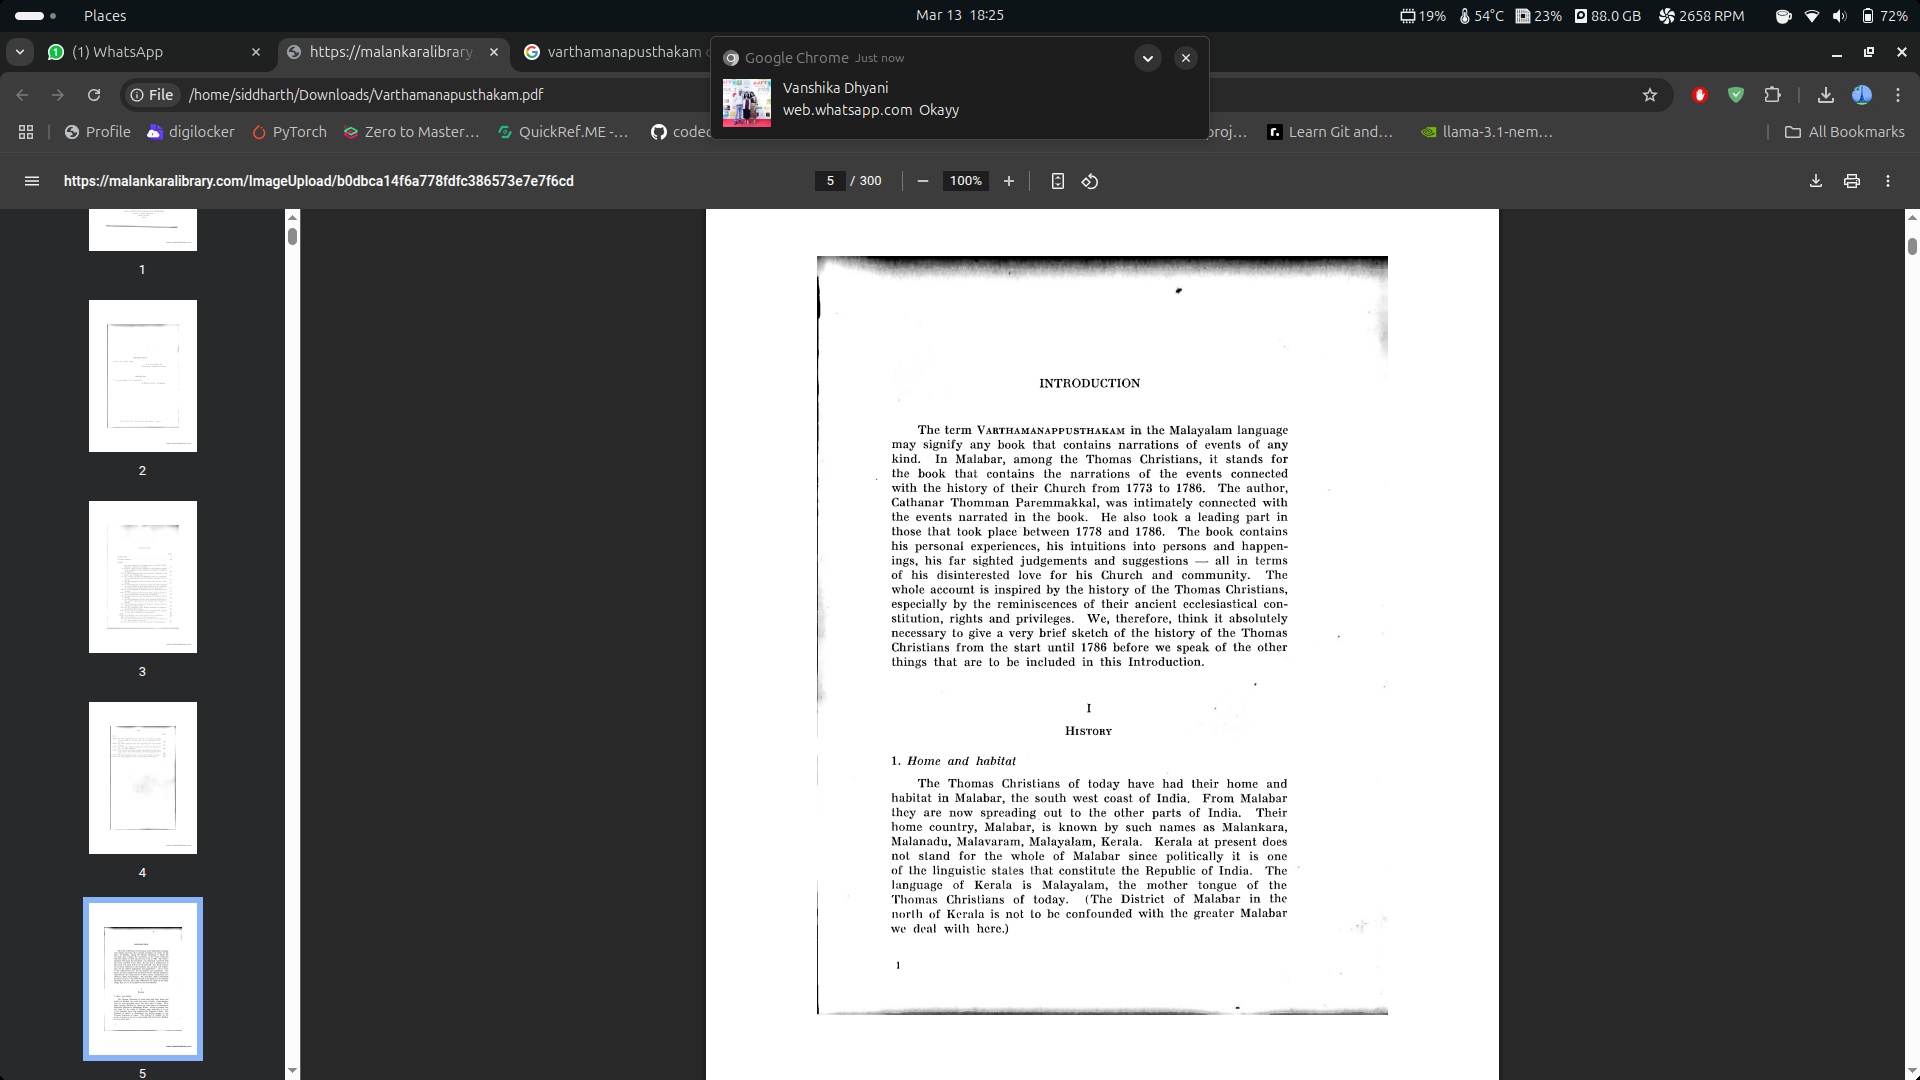 Places
Mar 13 18:25
19%
54°C
23%
88.0 GB
2658 RPM
72%
(1) WhatsApp
https://malankaralibrary
varthamanapusthakam
Google Chrome Just now
Vanshika Dhyani
web.whatsapp.com Okayy
File
/home/siddharth/Downloads/Varthamanapusthakam.pdf
Profile
digilocker
PyTorch
Zero to Master…
QuickRef.ME -…
Learn Git and…
llama-3.1-nem…
All Bookmarks
https://malankaralibrary.com/ImageUpload/b0dbca14f6a778fdfc386573e7e7f6cd
5 / 300
100%
1
2
3
4
5
INTRODUCTION
The term VARTHAMANAPPUSTHAKAM in the Malayalam language
may signify any book that contains narrations of events of any
kind. In Malabar, among the Thomas Christians, it stands for
the book that contains the narrations of the events connected
with the history of their Church from 1773 to 1786. The author,
Cathanar Thomman Paremmakkal, was intimately connected with
the events narrated in the book. He also took a leading part in
those that took place between 1778 and 1786. The book contains
his personal experiences, his intuitions into persons and happen-
ings, his far sighted judgements and suggestions — all in terms
of his disinterested love for his Church and community. The
whole account is inspired by the history of the Thomas Christians,
especially by the reminiscences of their ancient ecclesiastical con-
stitution, rights and privileges. We, therefore, think it absolutely
necessary to give a very brief sketch of the history of the Thomas
Christians from the start until 1786 before we speak of the other
things that are to be included in this Introduction.
I
HISTORY
1. Home and habitat
The Thomas Christians of today have had their home and
habitat in Malabar, the south west coast of India. From Malabar
they are now spreading out to the other parts of India. Their
home country, Malabar, is known by such names as Malankara,
Malanadu, Malavaram, Malayalam, Kerala. Kerala at present does
not stand for the whole of Malabar since politically it is one
of the linguistic states that constitute the Republic of India. The
language of Kerala is Malayalam, the mother tongue of the
Thomas Christians of today. (The District of Malabar in the
north of Kerala is not to be confounded with the greater Malabar
we deal with here.)
1